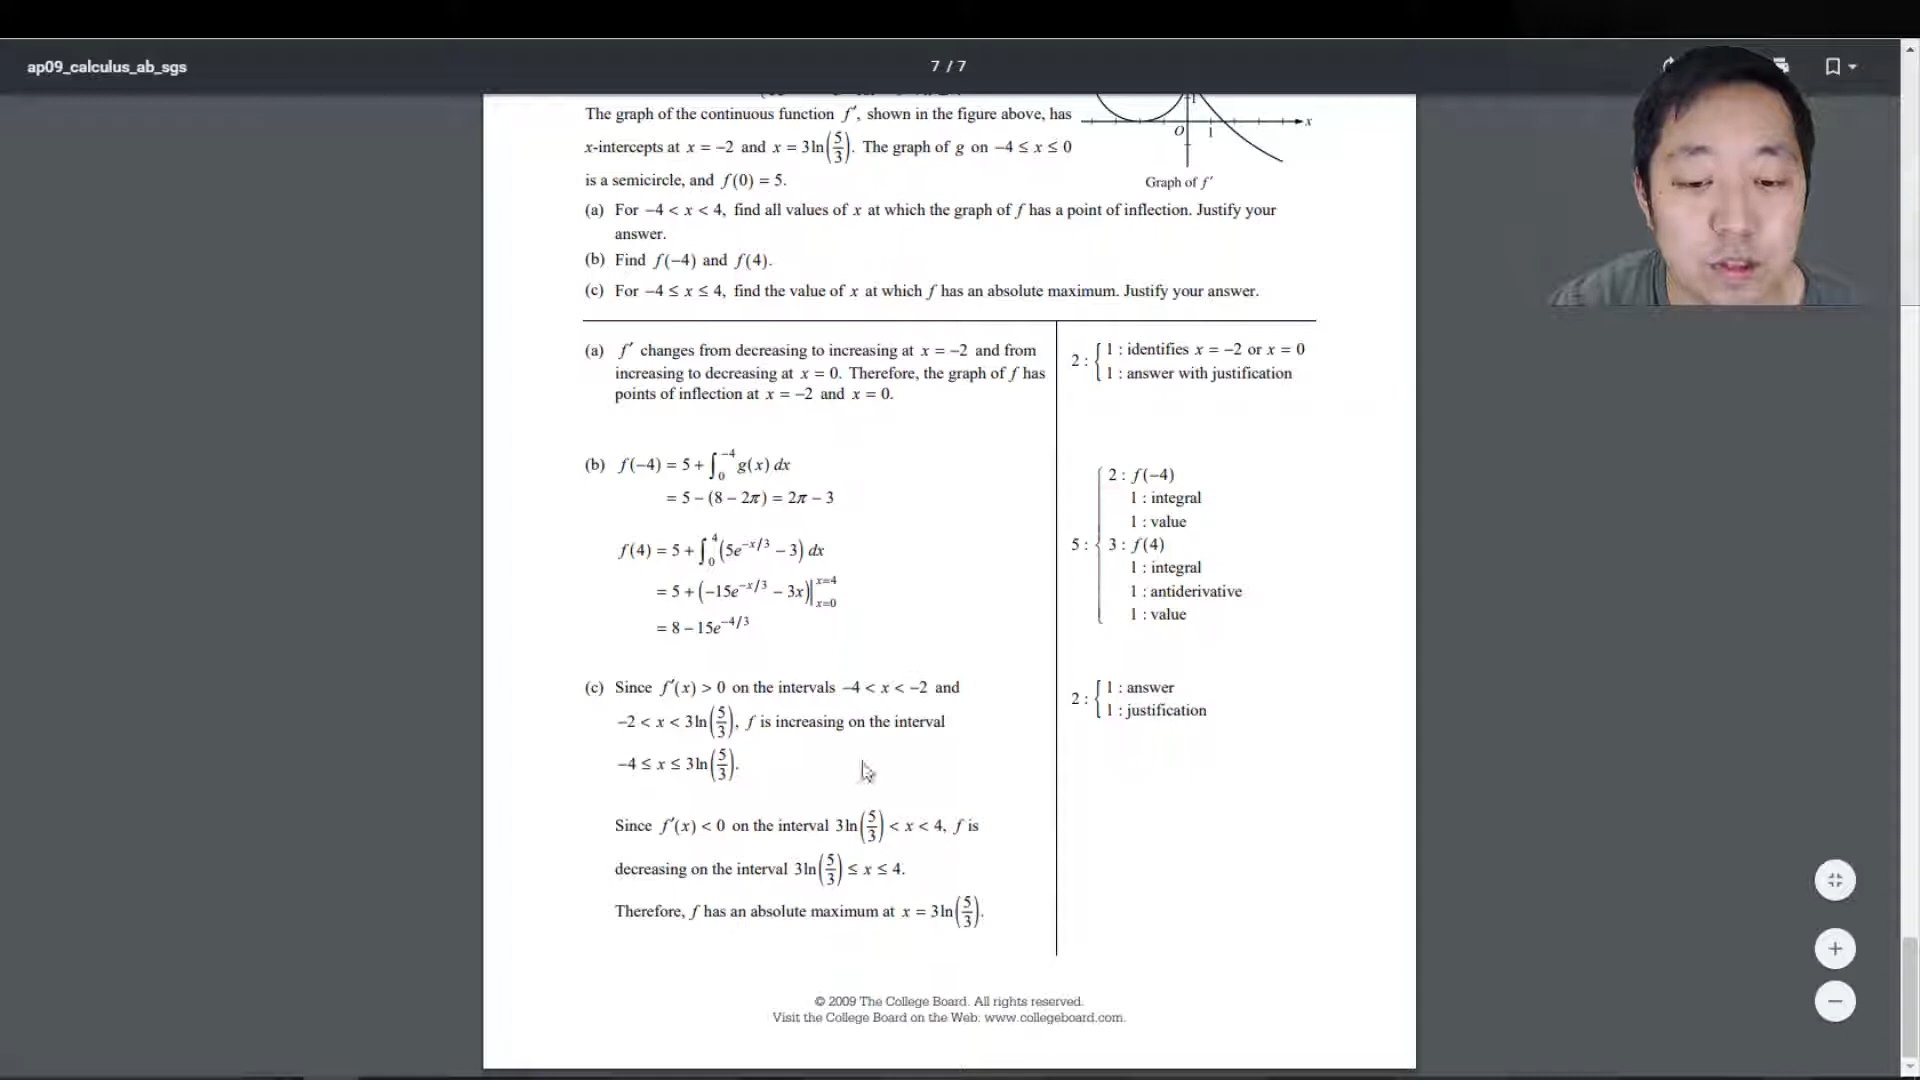 ap09_calculus_ab_sgs
7 / 7
The graph of the continuous function f′, shown in the figure above, has
x-intercepts at x = −2 and x = 3ln(5/3). The graph of g on −4 ≤ x ≤ 0
is a semicircle, and f(0) = 5.
1
O
1
x
Graph of f′
(a) For −4 < x < 4, find all values of x at which the graph of f has a point of inflection. Justify your
answer.
(b) Find f(−4) and f(4).
(c) For −4 ≤ x ≤ 4, find the value of x at which f has an absolute maximum. Justify your answer.
(a) f′ changes from decreasing to increasing at x = −2 and from
increasing to decreasing at x = 0. Therefore, the graph of f has
points of inflection at x = −2 and x = 0.
2 : { 1 : identifies x = −2 or x = 0
1 : answer with justification
(b) f(−4) = 5 + ∫₀⁻⁴ g(x) dx
= 5 − (8 − 2π) = 2π − 3
f(4) = 5 + ∫₀⁴ (5e^(−x/3) − 3) dx
= 5 + (−15e^(−x/3) − 3x)|x=0 x=4
= 8 − 15e^(−4/3)
5 : { 2 : f(−4)
1 : integral
1 : value
3 : f(4)
1 : integral
1 : antiderivative
1 : value
(c) Since f′(x) > 0 on the intervals −4 < x < −2 and
−2 < x < 3ln(5/3), f is increasing on the interval
−4 ≤ x ≤ 3ln(5/3).
Since f′(x) < 0 on the interval 3ln(5/3) < x < 4, f is
decreasing on the interval 3ln(5/3) ≤ x ≤ 4.
Therefore, f has an absolute maximum at x = 3ln(5/3).
2 : { 1 : answer
1 : justification
© 2009 The College Board. All rights reserved.
Visit the College Board on the Web: www.collegeboard.com.